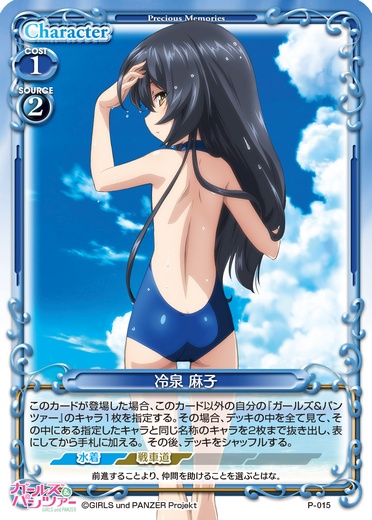 Precious Memories
Character
COST
1
SOURCE
2
冷泉 麻子
このカードが登場した場合、このカード以外の自分の『ガールズ&パン
ツァー』のキャラ1枚を指定する。その場合、デッキの中を全て見て、そ
の中にある指定したキャラと同じ名称のキャラを2枚まで抜き出し、表
にしてから手札に加える。その後、デッキをシャッフルする。
水着 戦車道
前進することより、仲間を助けることを選ぶとはな。
ガールズ&パンツァー
GIRLS und PANZER
©GIRLS und PANZER Projekt
P-015